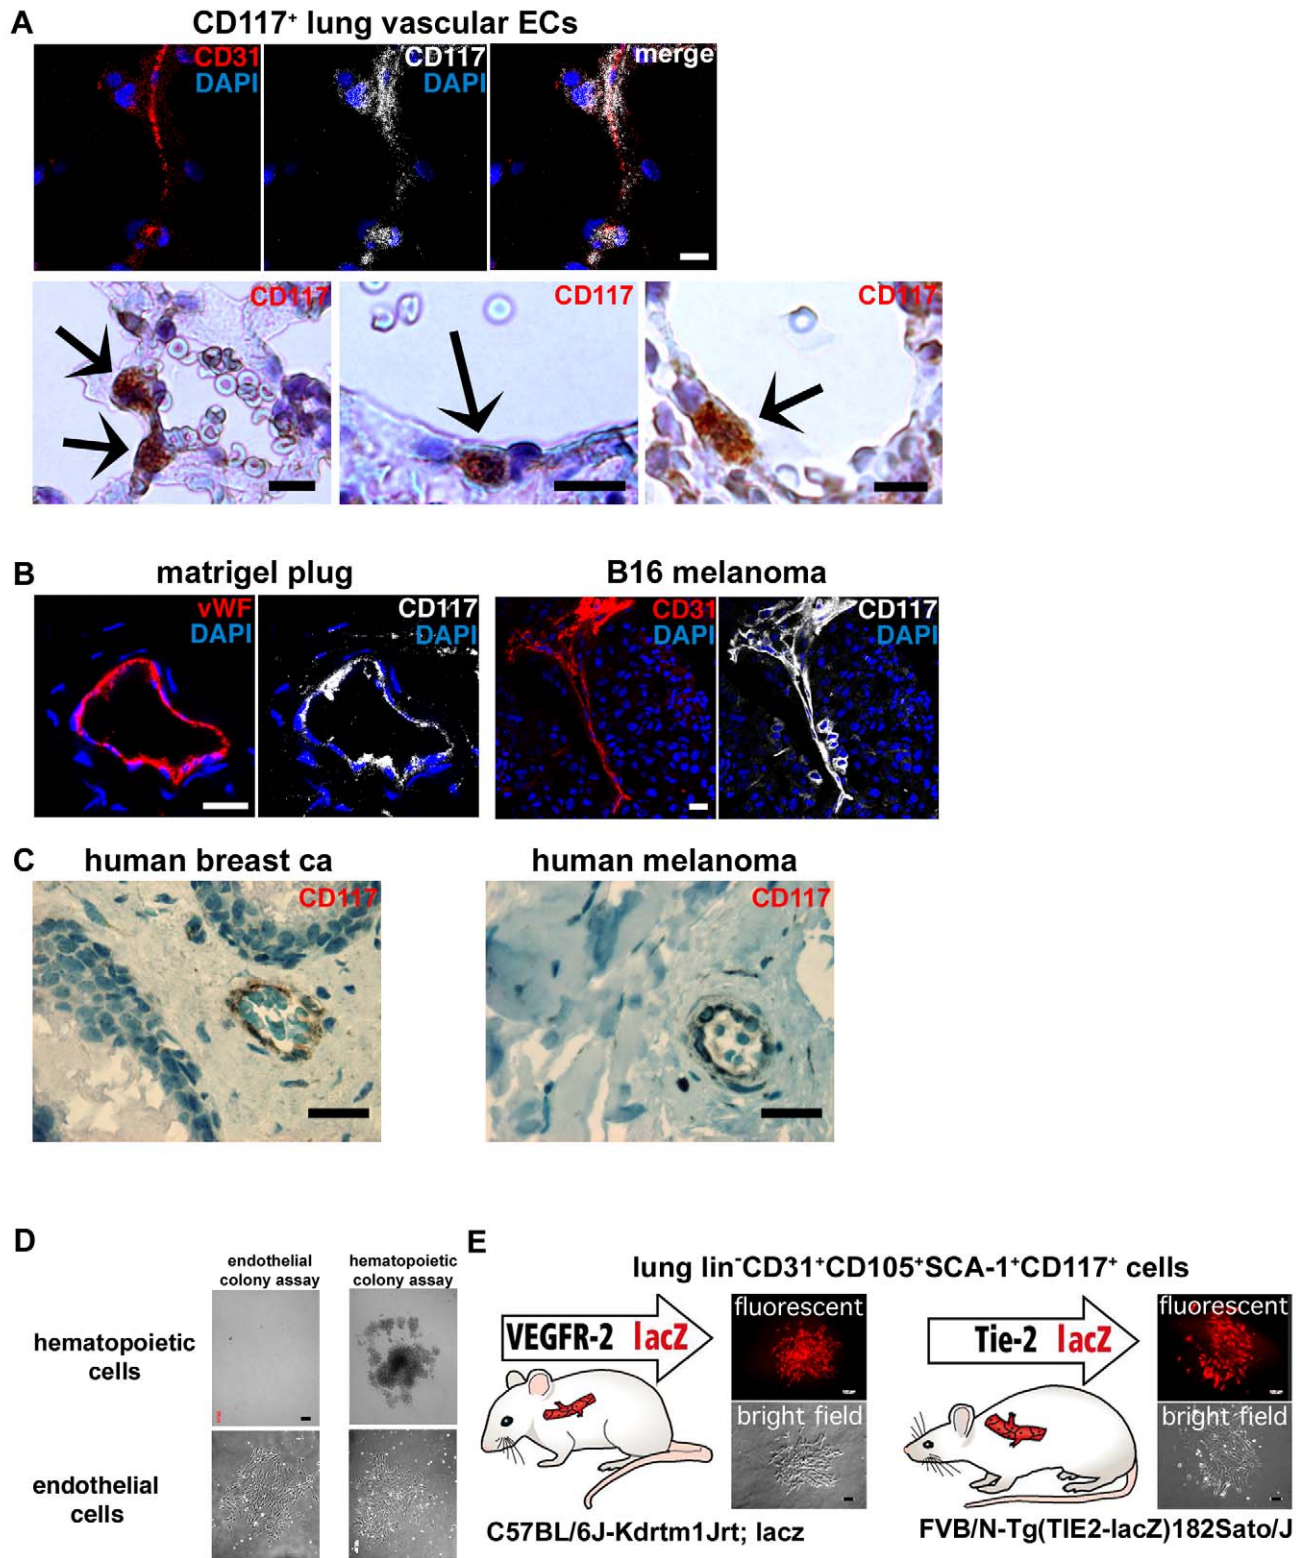 A
CD117⁺ lung vascular ECs
CD31
DAPI
CD117
DAPI
merge
CD117
CD117
CD117
B
matrigel plug
B16 melanoma
vWF
DAPI
CD117
DAPI
CD31
DAPI
CD117
DAPI
C
human breast ca
human melanoma
CD117
CD117
D
endothelial
colony assay
hematopoietic
colony assay
hematopoietic
cells
endothelial
cells
E
lung lin⁻CD31⁺CD105⁺SCA-1⁺CD117⁺ cells
VEGFR-2 lacZ
fluorescent
bright field
Tie-2 lacZ
fluorescent
bright field
C57BL/6J-Kdrtm1Jrt; lacz
FVB/N-Tg(TIE2-lacZ)182Sato/J